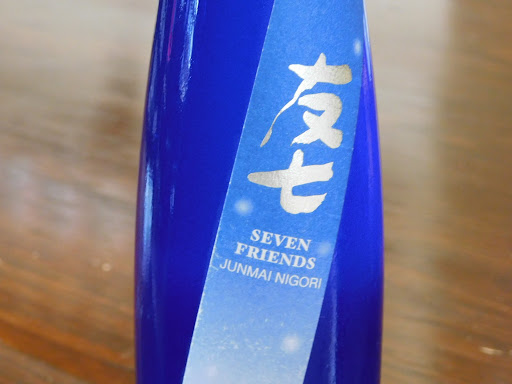 友七
SEVEN
FRIENDS
JUNMAI NIGORI